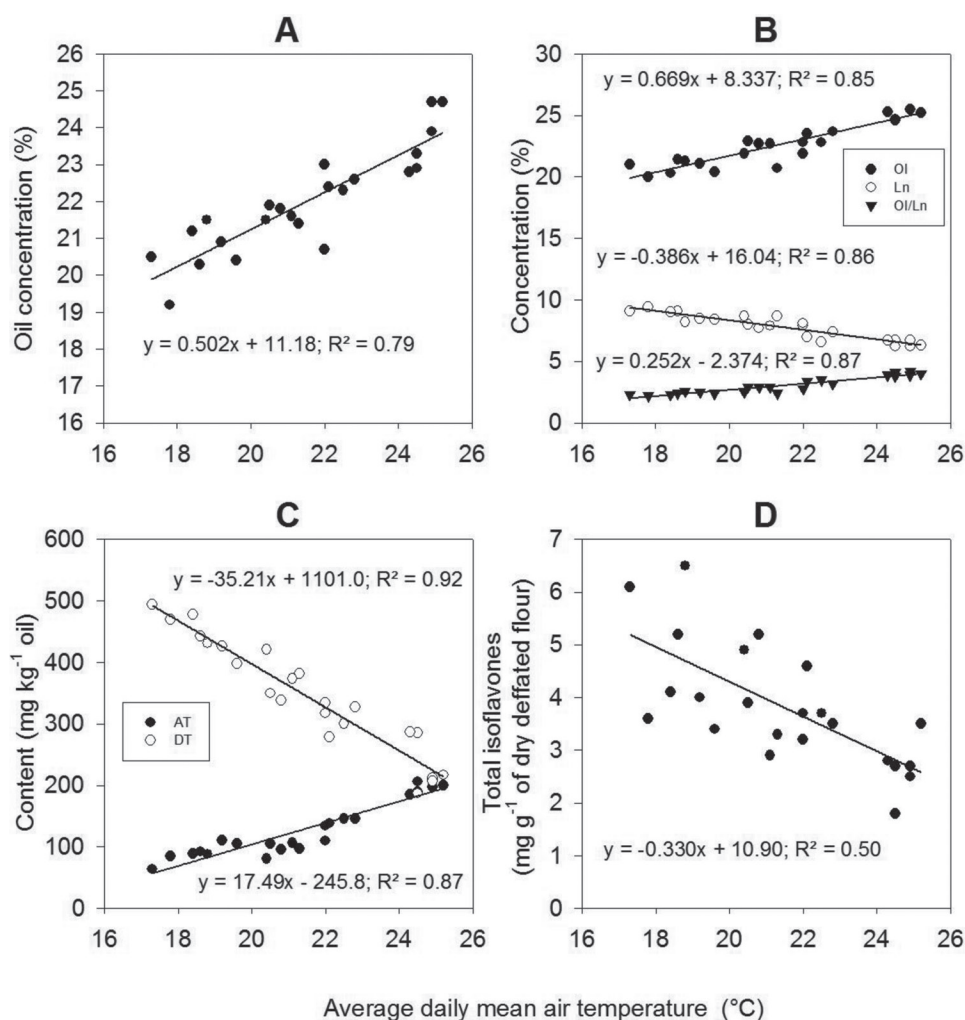 A
Oil concentration (%)
26
25
24
23
22
21
20
19
18
17
16
y = 0.502x + 11.18; R² = 0.79
16 18 20 22 24 26
B
Concentration (%)
30
25
20
15
10
5
0
y = 0.669x + 8.337; R² = 0.85
Ol
Ln
Ol/Ln
y = -0.386x + 16.04; R² = 0.86
y = 0.252x - 2.374; R² = 0.87
16 18 20 22 24 26
C
Content (mg kg⁻¹ oil)
600
500
400
300
200
100
0
y = -35.21x + 1101.0; R² = 0.92
AT
DT
y = 17.49x - 245.8; R² = 0.87
16 18 20 22 24 26
D
Total isoflavones
(mg g⁻¹ of dry deffated flour)
7
6
5
4
3
2
1
0
y = -0.330x + 10.90; R² = 0.50
16 18 20 22 24 26
Average daily mean air temperature (°C)